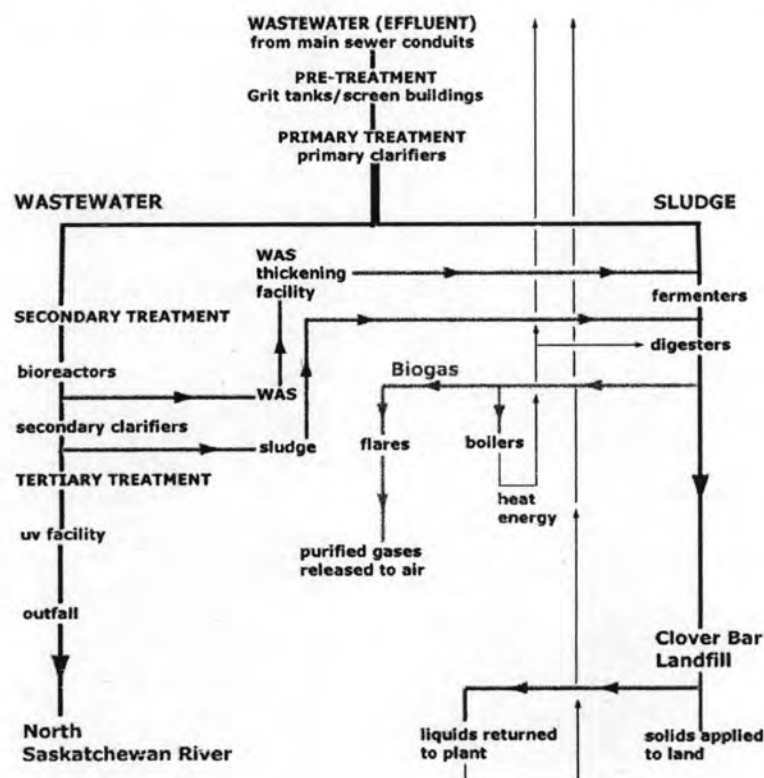 WASTEWATER (EFFLUENT)
from main sewer conduits
PRE-TREATMENT
Grit tanks/screen buildings
PRIMARY TREATMENT
primary clarifiers
WASTEWATER
SLUDGE
WAS
thickening
facility
fermenters
SECONDARY TREATMENT
digesters
bioreactors
Biogas
WAS
secondary clarifiers
sludge
flares
boilers
TERTIARY TREATMENT
heat
energy
uv facility
purified gases
released to air
outfall
Clover Bar
Landfill
North
Saskatchewan River
liquids returned
to plant
solids applied
to land